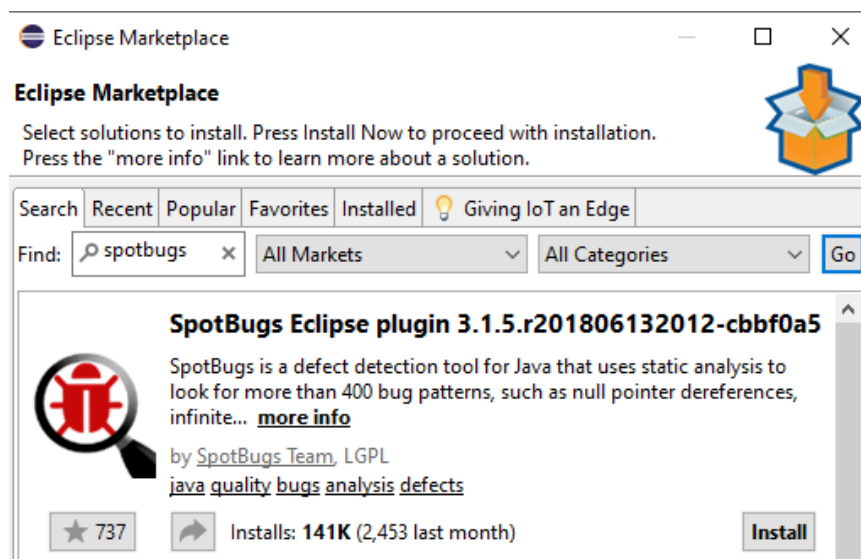 Eclipse Marketplace
Eclipse Marketplace
Select solutions to install. Press Install Now to proceed with installation.
Press the "more info" link to learn more about a solution.
Search Recent Popular Favorites Installed Giving IoT an Edge
Find: spotbugs All Markets All Categories Go
SpotBugs Eclipse plugin 3.1.5.r201806132012-cbbf0a5
SpotBugs is a defect detection tool for Java that uses static analysis to
look for more than 400 bug patterns, such as null pointer dereferences,
infinite... more info
by SpotBugs Team, LGPL
java quality bugs analysis defects
737 Installs: 141K (2,453 last month) Install